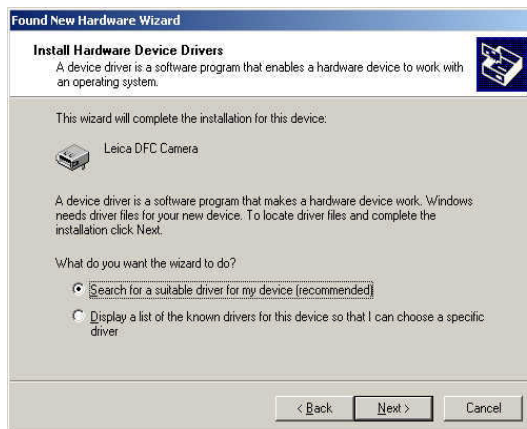 Found New Hardware Wizard
Install Hardware Device Drivers
A device driver is a software program that enables a hardware device to work with
an operating system.
This wizard will complete the installation for this device:
Leica DFC Camera
A device driver is a software program that makes a hardware device work. Windows
needs driver files for your new device. To locate driver files and complete the
installation click Next.
What do you want the wizard to do?
Search for a suitable driver for my device (recommended)
Display a list of the known drivers for this device so that I can choose a specific
driver
< Back
Next >
Cancel